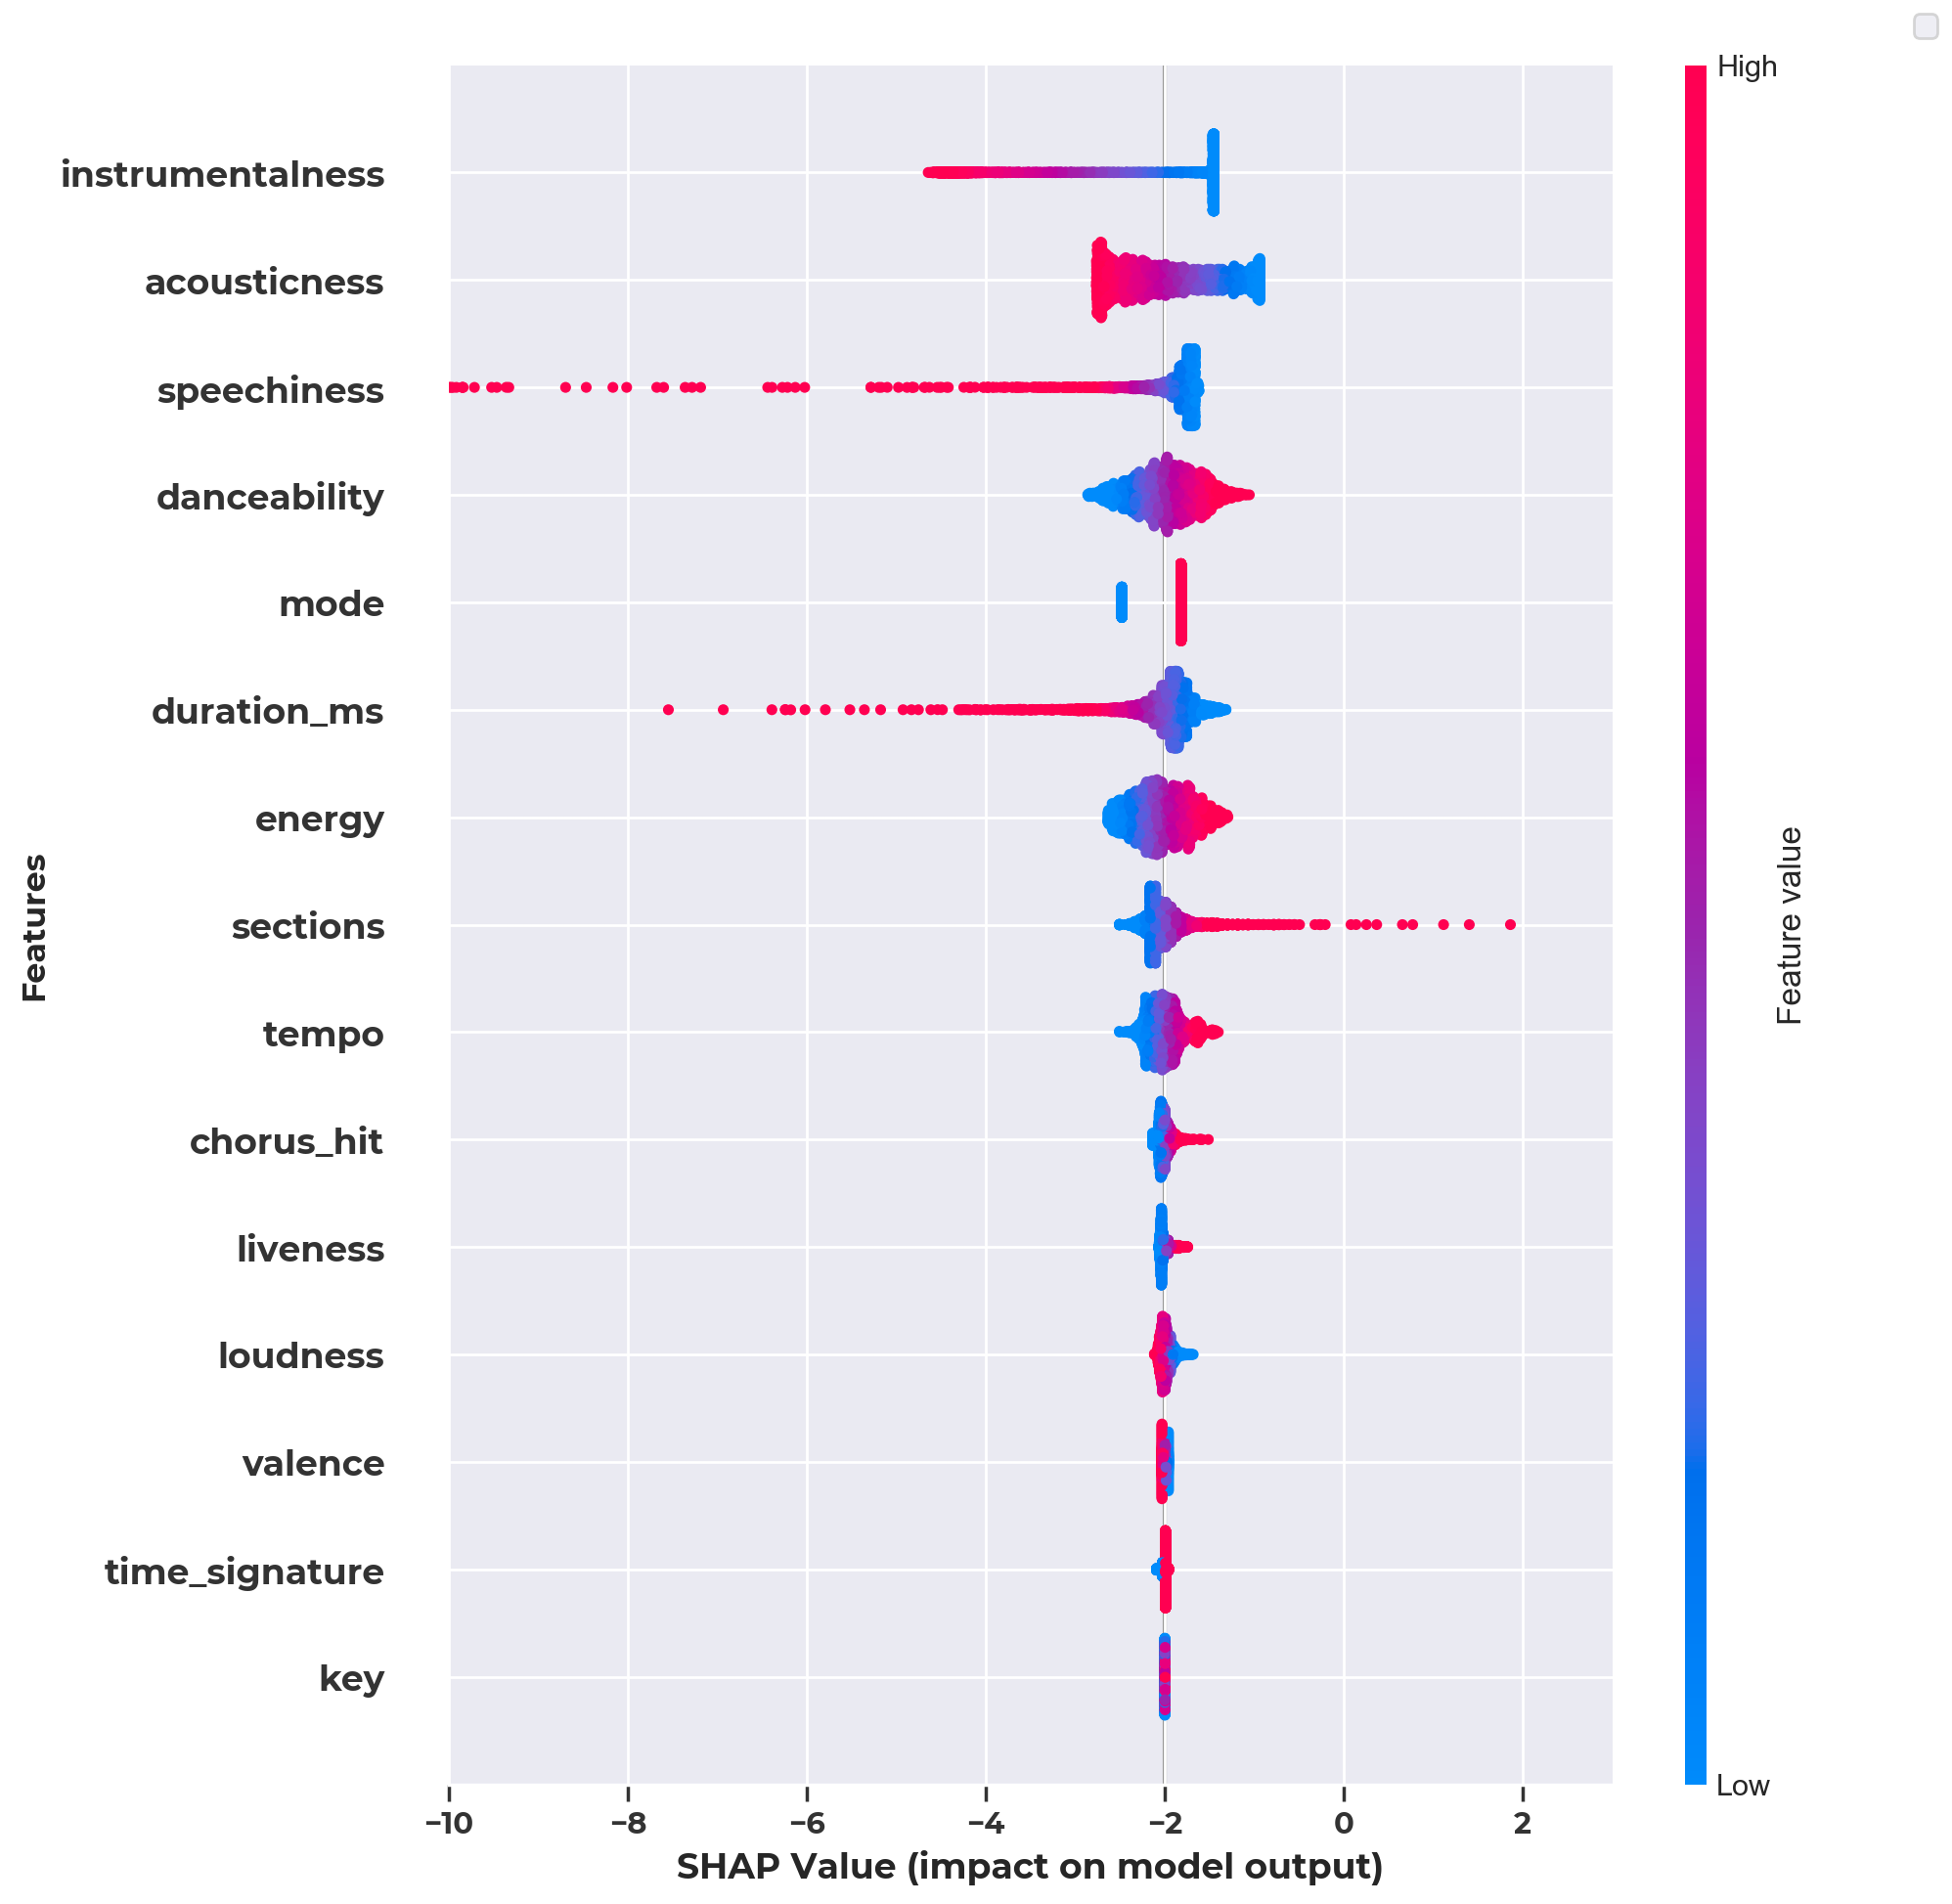 High
instrumentalness
acousticness
speechiness
danceability
mode
duration_ms
energy
sections
tempo
chorus_hit
liveness
loudness
valence
time_signature
key
Features
Feature value
Low
−10 −8 −6 −4 −2 0 2
SHAP Value (impact on model output)